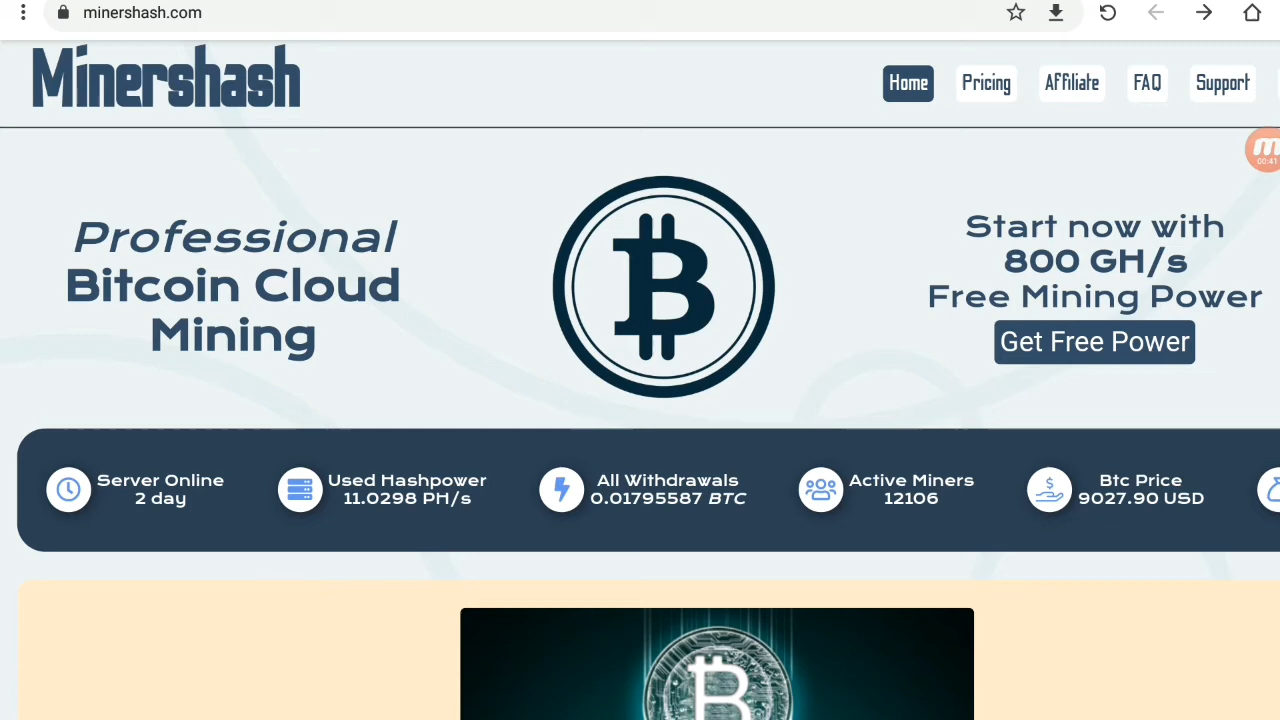 minershash.com
Minershash
Home Pricing Affiliate FAQ Support
00:41
Professional
Bitcoin Cloud
Mining
Start now with
800 GH/s
Free Mining Power
Get Free Power
Server Online
2 day
Used Hashpower
11.0298 PH/s
All Withdrawals
0.01795587 BTC
Active Miners
12106
Btc Price
9027.90 USD